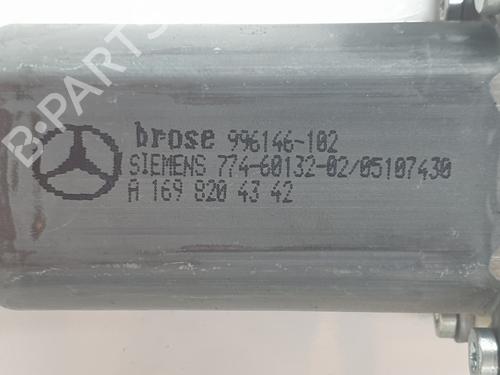 B-PARTS
brose 996146-102
SIEMENS 774-60132-02/05107430
A 169 820 43 42